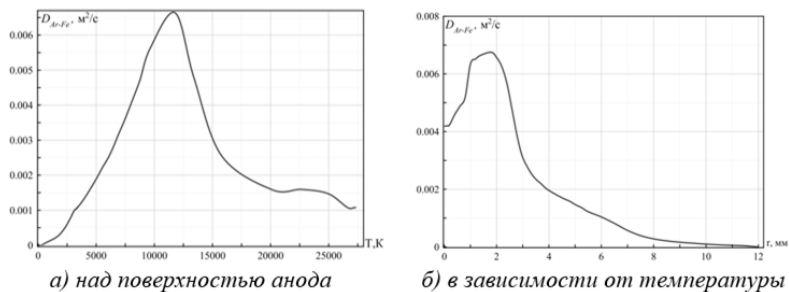 D_Ar-Fe, м²/с
0.006
0.005
0.004
0.003
0.002
0.001
0
0 5000 10000 15000 20000 25000 T,K
а) над поверхностью анода
0.008
D_Ar-Fe, м²/с
0.006
0.004
0.002
0
0 2 4 6 8 10 12 r, мм
б) в зависимости от температуры